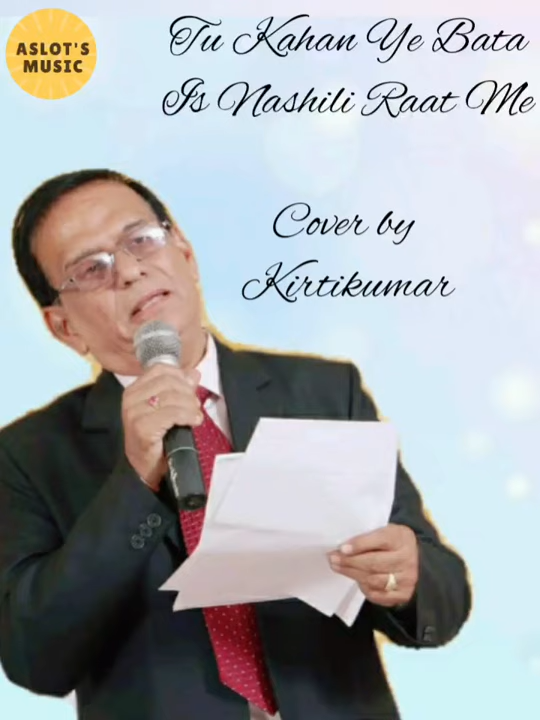 ASLOT'S
MUSIC
Tu Kahan Ye Bata
Is Nashili Raat Me
Cover by
Kirtikumar